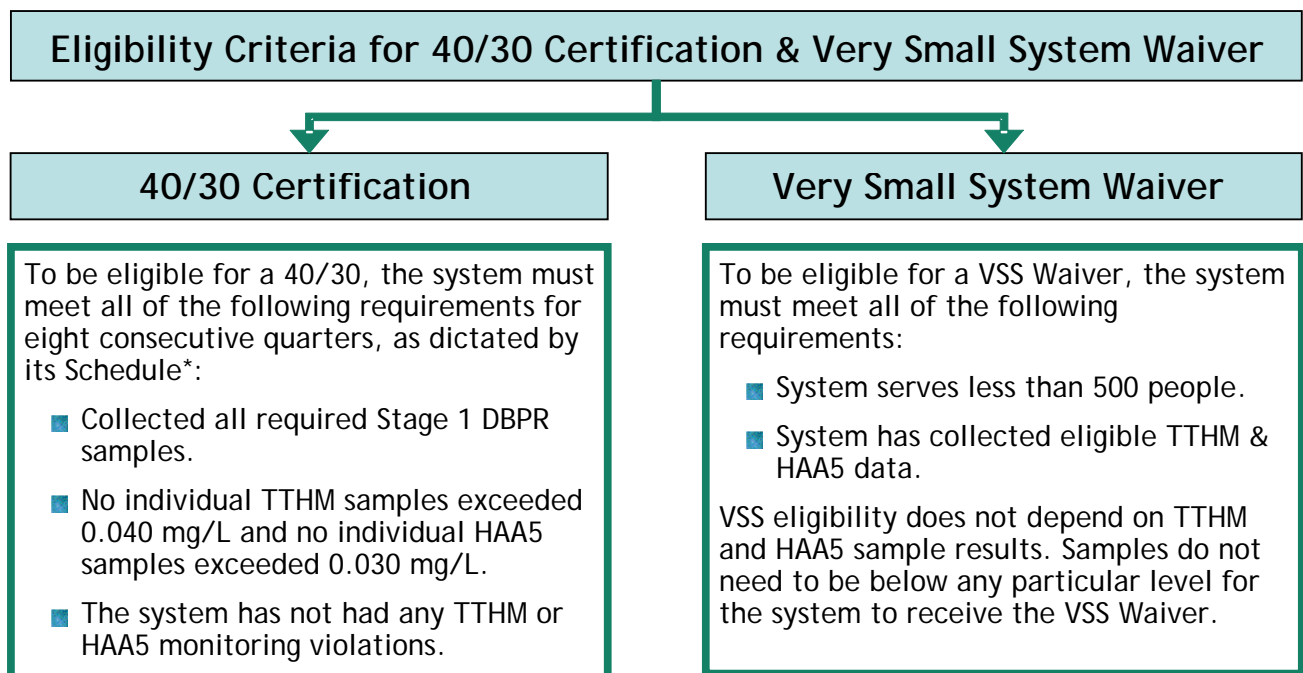 Eligibility Criteria for 40/30 Certification & Very Small System Waiver
40/30 Certification
To be eligible for a 40/30, the system must
meet all of the following requirements for
eight consecutive quarters, as dictated by
its Schedule*:
Collected all required Stage 1 DBPR
samples.
No individual TTHM samples exceeded
0.040 mg/L and no individual HAA5
samples exceeded 0.030 mg/L.
The system has not had any TTHM or
HAA5 monitoring violations.
Very Small System Waiver
To be eligible for a VSS Waiver, the system
must meet all of the following
requirements:
System serves less than 500 people.
System has collected eligible TTHM &
HAA5 data.
VSS eligibility does not depend on TTHM
and HAA5 sample results. Samples do not
need to be below any particular level for
the system to receive the VSS Waiver.